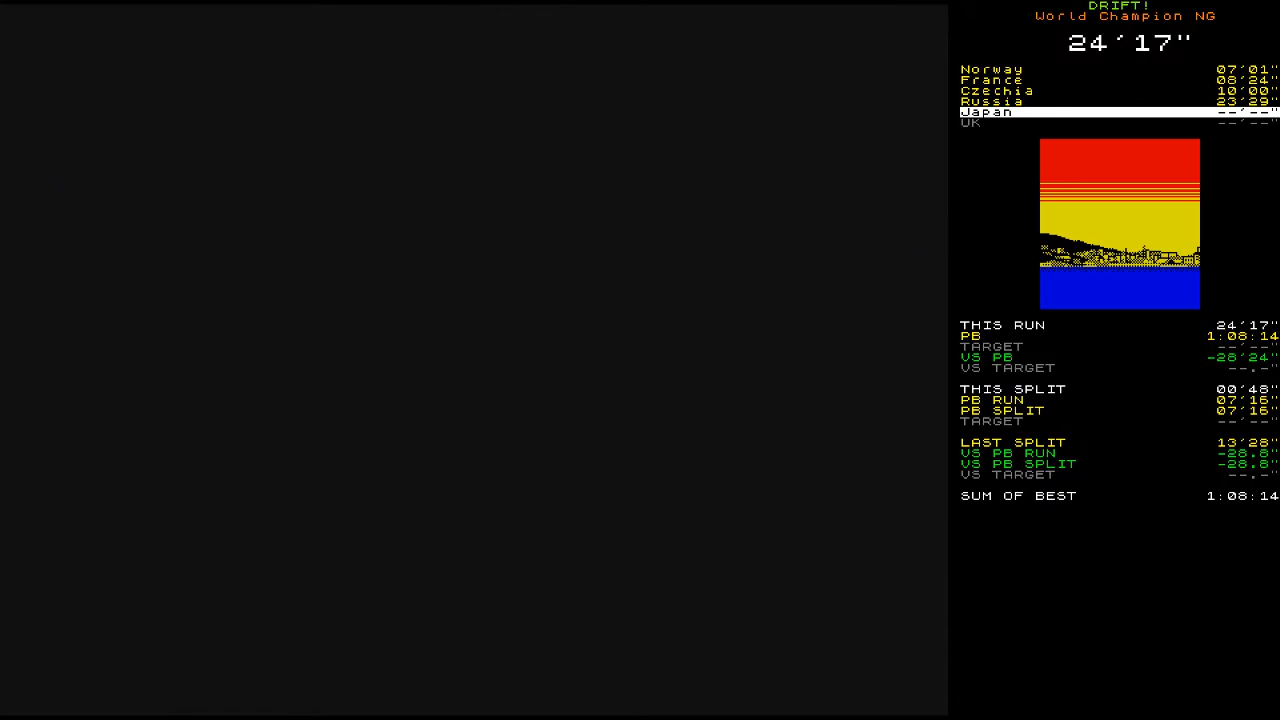 DRIFT!
World Champion NG
24´17"
Norway 07´01"
France 08´24"
Czechia 10´00"
Russia 23´29"
Japan --´--"
UK --´--"
THIS RUN 24´17"
PB 1:08:14
TARGET --´--"
VS PB -28´24"
VS TARGET --.-"
THIS SPLIT 00´48"
PB RUN 07´16"
PB SPLIT 07´16"
TARGET --´--"
LAST SPLIT 13´28"
VS PB RUN -28.8"
VS PB SPLIT -28.8"
VS TARGET --.-"
SUM OF BEST 1:08:14